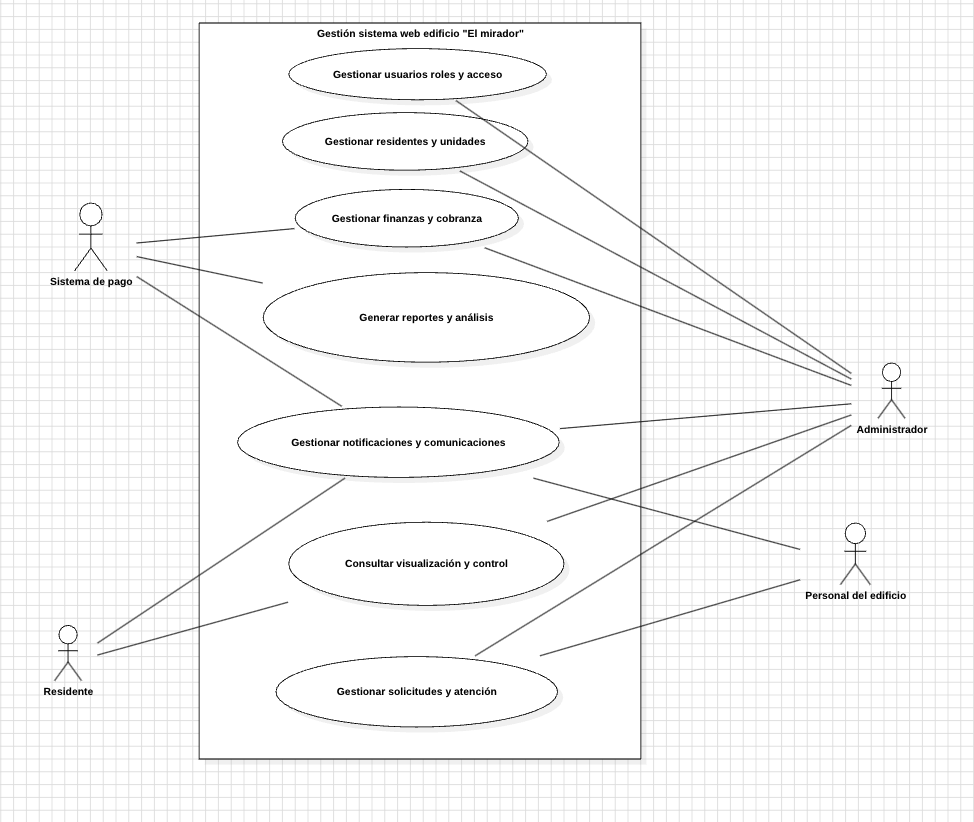 Gestión sistema web edificio "El mirador"
Gestionar usuarios roles y acceso
Gestionar residentes y unidades
Gestionar finanzas y cobranza
Sistema de pago
Generar reportes y análisis
Administrador
Gestionar notificaciones y comunicaciones
Consultar visualización y control
Personal del edificio
Residente
Gestionar solicitudes y atención